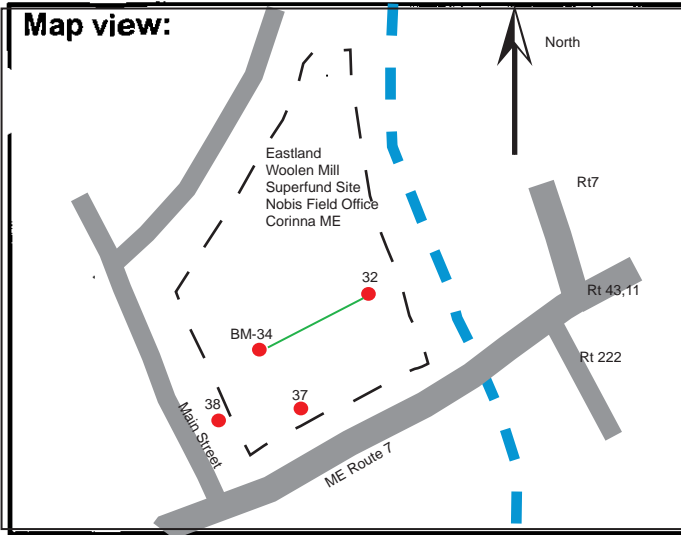 Map view:
North
Eastland
Woolen Mill
Superfund Site
Nobis Field Office
Corinna ME
Rt7
32
Rt 43,11
BM-34
Rt 222
38
37
Main Street
ME Route 7